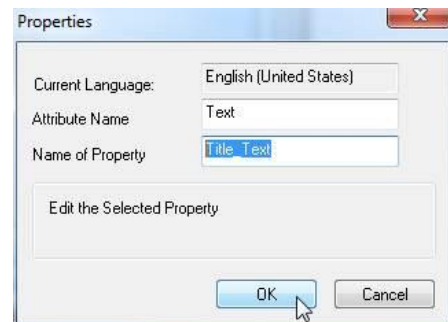 Properties
Current Language: English (United States)
Attribute Name Text
Name of Property Title_Text
Edit the Selected Property
OK Cancel